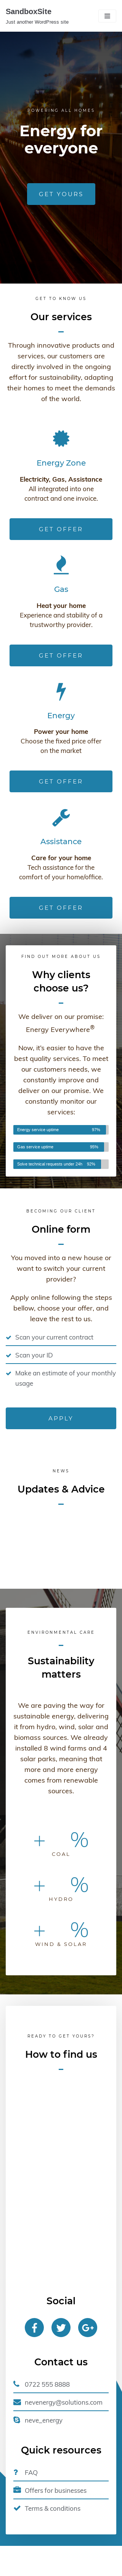 SandboxSite
Just another WordPress site
POWERING ALL HOMES
Energy for
everyone
GET YOURS
GET TO KNOW US
Our services
Through innovative products and
services, our customers are
directly involved in the ongoing
effort for sustainability, adapting
their homes to meet the demands
of the world.
Energy Zone
Electricity, Gas, Assistance
All integrated into one
contract and one invoice.
GET OFFER
Gas
Heat your home
Experience and stability of a
trustworthy provider.
GET OFFER
Energy
Power your home
Choose the fixed price offer
on the market
GET OFFER
Assistance
Care for your home
Tech assistance for the
comfort of your home/office.
GET OFFER
FIND OUT MORE ABOUT US
Why clients
choose us?
We deliver on our promise:
Energy Everywhere®
Now, it's easier to have the
best quality services. To meet
our customers needs, we
constantly improve and
deliver on our promise. We
constantly monitor our
services:
Energy service uptime 97%
Gas service uptime 95%
Solve technical requests under 24h 92%
BECOMING OUR CLIENT
Online form
You moved into a new house or
want to switch your current
provider?
Apply online following the steps
bellow, choose your offer, and
leave the rest to us.
Scan your current contract
Scan your ID
Make an estimate of your monthly
usage
APPLY
NEWS
Updates & Advice
ENVIRONMENTAL CARE
Sustainability
matters
We are paving the way for
sustainable energy, delivering
it from hydro, wind, solar and
biomass sources. We already
installed 8 wind farms and 4
solar parks, meaning that
more and more energy
comes from renewable
sources.
+ %
COAL
+ %
HYDRO
+ %
WIND & SOLAR
READY TO GET YOURS?
How to find us
Social
Contact us
0722 555 8888
nevenergy@solutions.com
neve_energy
Quick resources
FAQ
Offers for businesses
Terms & conditions